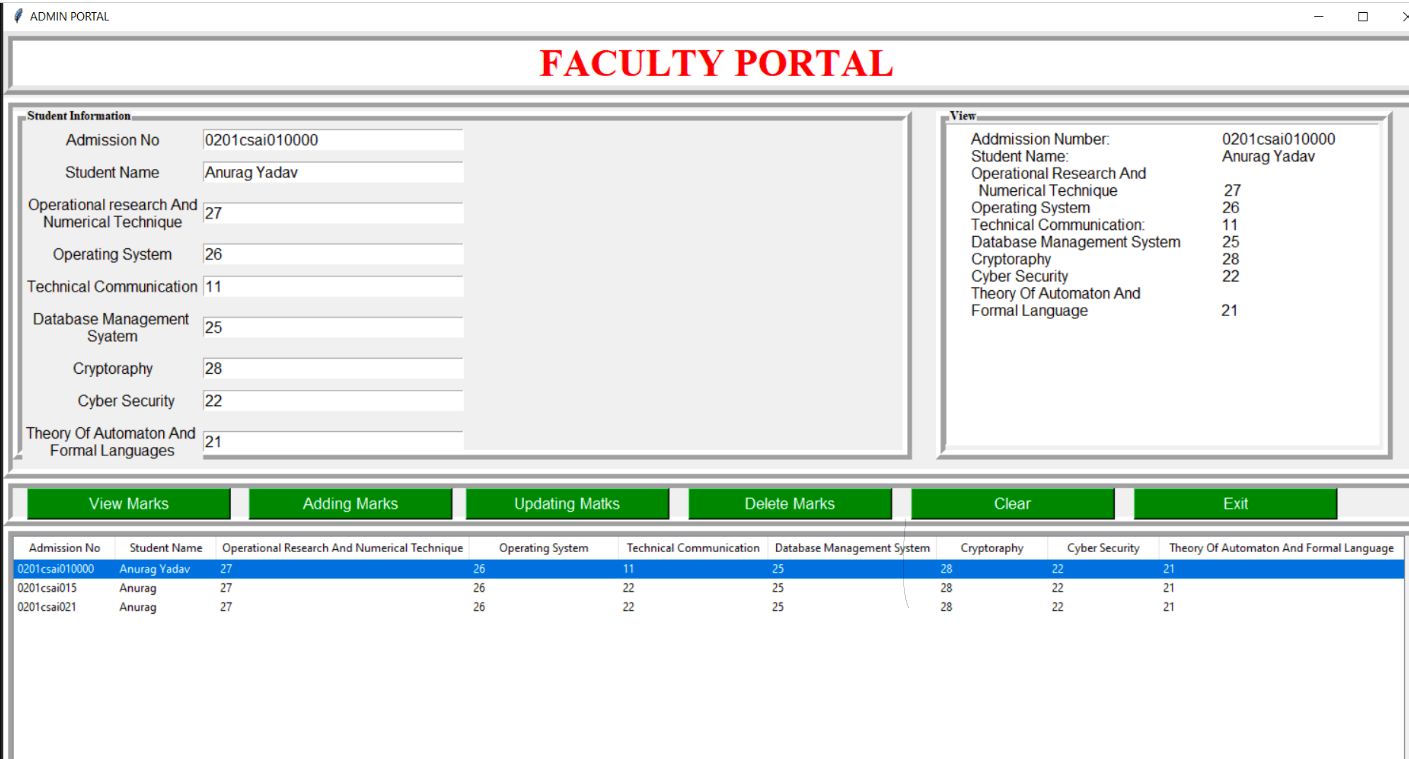 ADMIN PORTAL
FACULTY PORTAL
Student Information
Admission No 0201csai010000
Student Name Anurag Yadav
Operational research And
Numerical Technique 27
Operating System 26
Technical Communication 11
Database Management
Syatem 25
Cryptoraphy 28
Cyber Security 22
Theory Of Automaton And
Formal Languages 21
View
Addmission Number: 0201csai010000
Student Name: Anurag Yadav
Operational Research And
Numerical Technique 27
Operating System 26
Technical Communication: 11
Database Management System 25
Cryptoraphy 28
Cyber Security 22
Theory Of Automaton And
Formal Language 21
View Marks Adding Marks Updating Matks Delete Marks Clear Exit
Admission No Student Name Operational Research And Numerical Technique Operating System Technical Communication Database Management System Cryptoraphy Cyber Security Theory Of Automaton And Formal Language
0201csai010000 Anurag Yadav 27 26 11 25 28 22 21
0201csai015 Anurag 27 26 22 25 28 22 21
0201csai021 Anurag 27 26 22 25 28 22 21